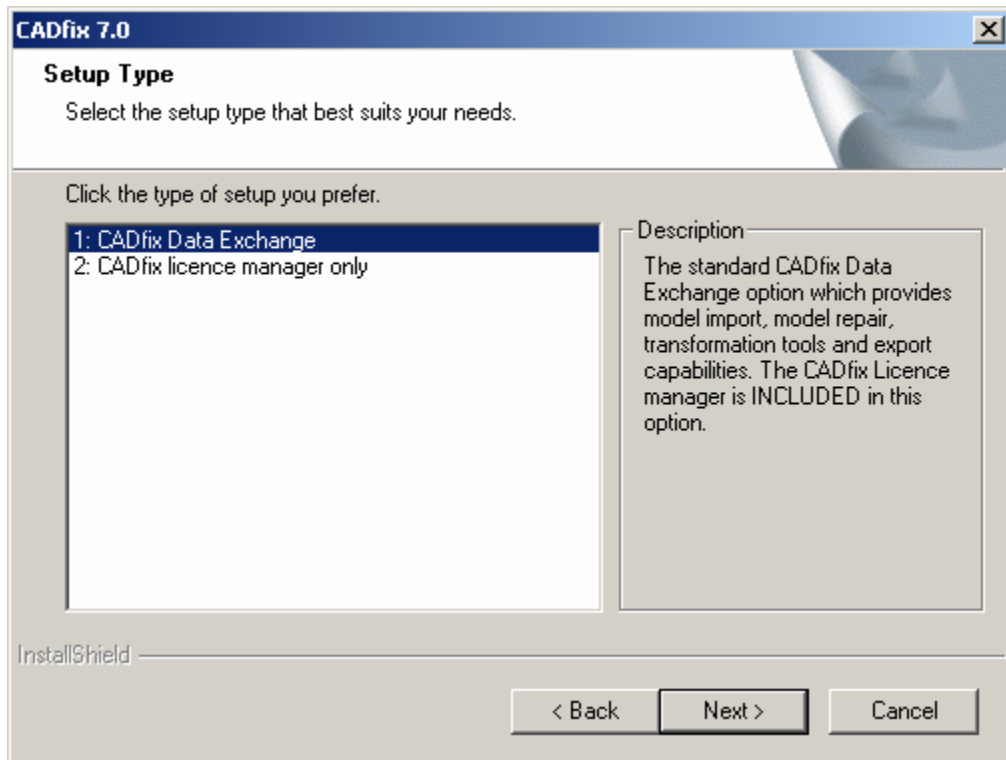 CADfix 7.0
Setup Type
Select the setup type that best suits your needs.
Click the type of setup you prefer.
1: CADfix Data Exchange
2: CADfix licence manager only
Description
The standard CADfix Data
Exchange option which provides
model import, model repair,
transformation tools and export
capabilities. The CADfix Licence
manager is INCLUDED in this
option.
InstallShield
< Back
Next >
Cancel